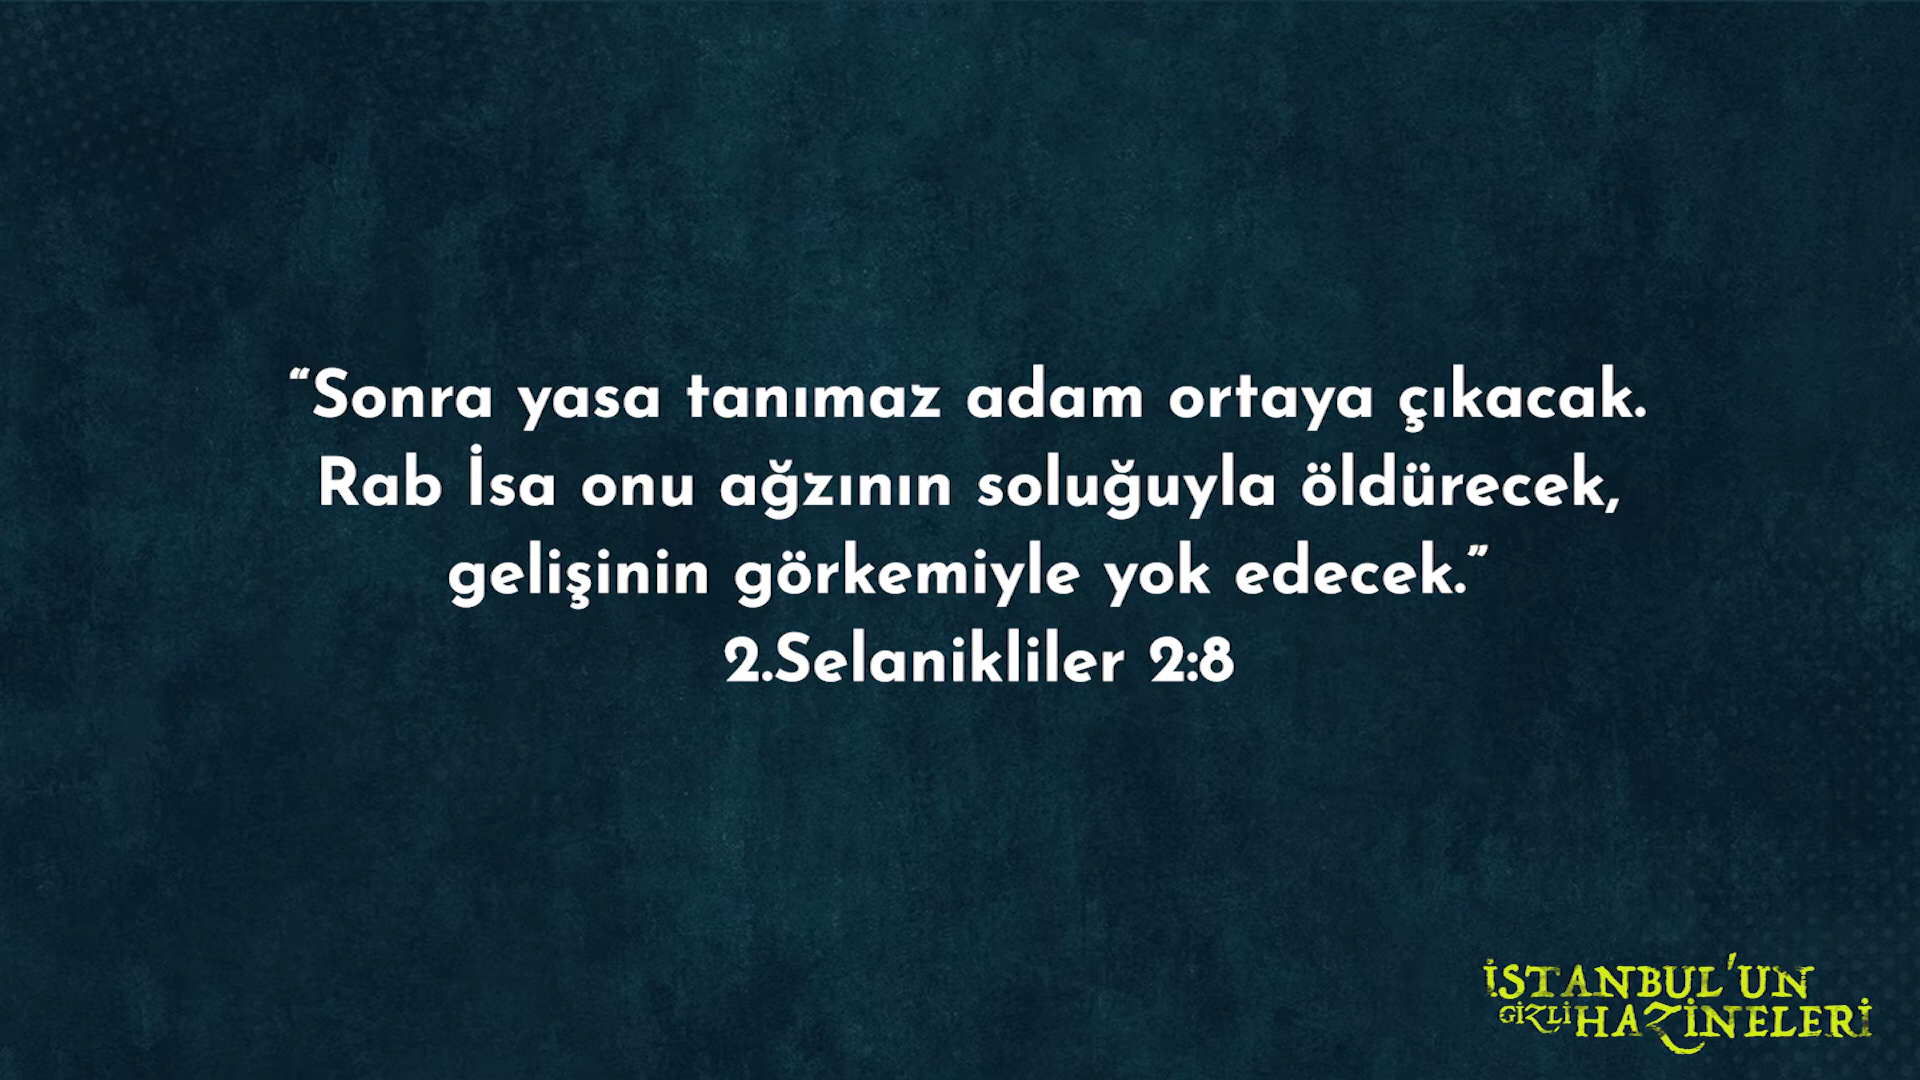 “Sonra yasa tanımaz adam ortaya çıkacak.
Rab İsa onu ağzının soluğuyla öldürecek,
gelişinin görkemiyle yok edecek.”
2.Selanikliler 2:8
İSTANBUL'UN
GİZLİ HAZİNELERİ